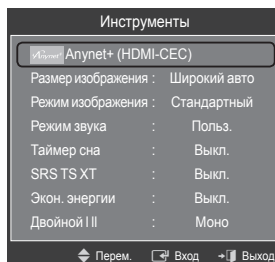 Инструменты
Anynet+ Anynet+ (HDMI-CEC)
Размер изображения : Широкий авто
Режим изображения : Стандартный
Режим звука : Польз.
Таймер сна : Выкл.
SRS TS XT : Выкл.
Экон. энергии : Выкл.
Двойной I II : Моно
Перем. Вход Выход